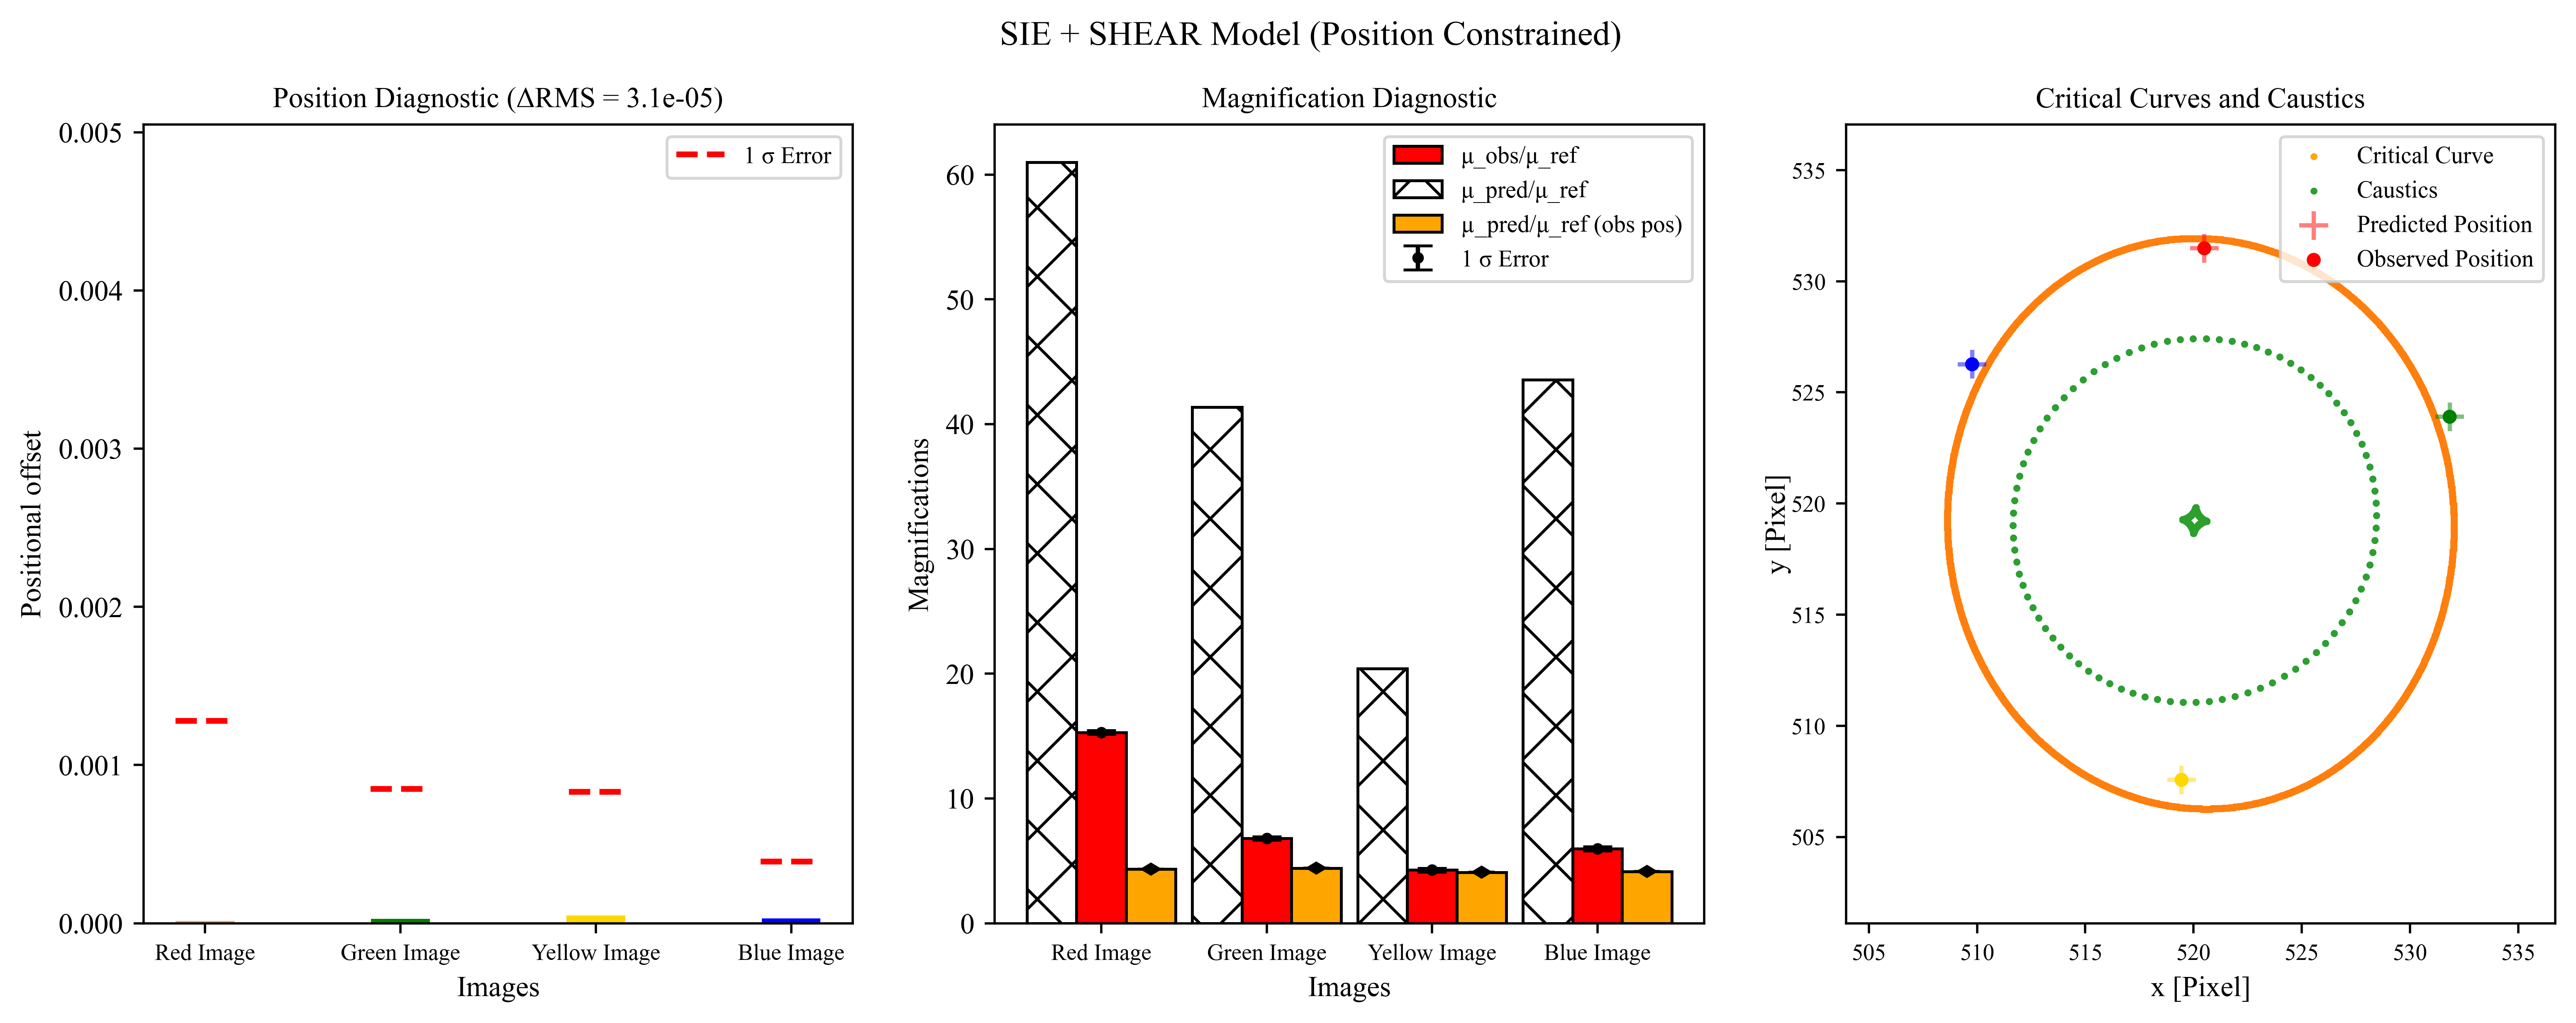 SIE + SHEAR Model (Position Constrained)
Position Diagnostic (ΔRMS = 3.1e-05)
0.005
0.004
0.003
0.002
0.001
0.000
Positional offset
1 σ Error
Red Image
Green Image
Yellow Image
Blue Image
Images
Magnification Diagnostic
60
50
40
30
20
10
0
Magnifications
μ_obs/μ_ref
μ_pred/μ_ref
μ_pred/μ_ref (obs pos)
1 σ Error
Red Image
Green Image
Yellow Image
Blue Image
Images
Critical Curves and Caustics
535
530
525
520
515
510
505
y [Pixel]
Critical Curve
Caustics
Predicted Position
Observed Position
505
510
515
520
525
530
535
x [Pixel]